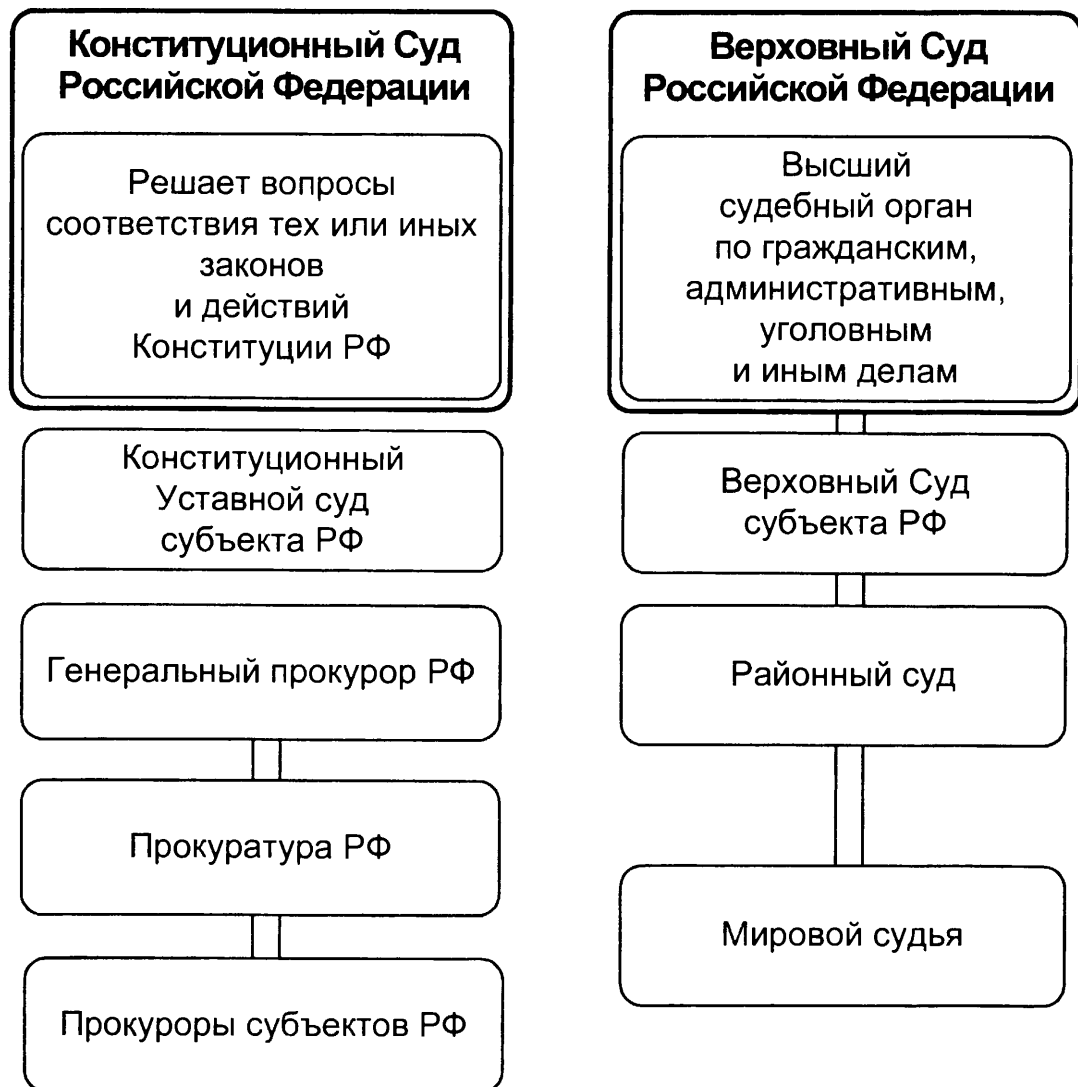 Конституционный Суд
Российской Федерации
Решает вопросы
соответствия тех или иных
законов
и действий
Конституции РФ
Конституционный
Уставной суд
субъекта РФ
Генеральный прокурор РФ
Прокуратура РФ
Прокуроры субъектов РФ
Верховный Суд
Российской Федерации
Высший
судебный орган
по гражданским,
административным,
уголовным
и иным делам
Верховный Суд
субъекта РФ
Районный суд
Мировой судья